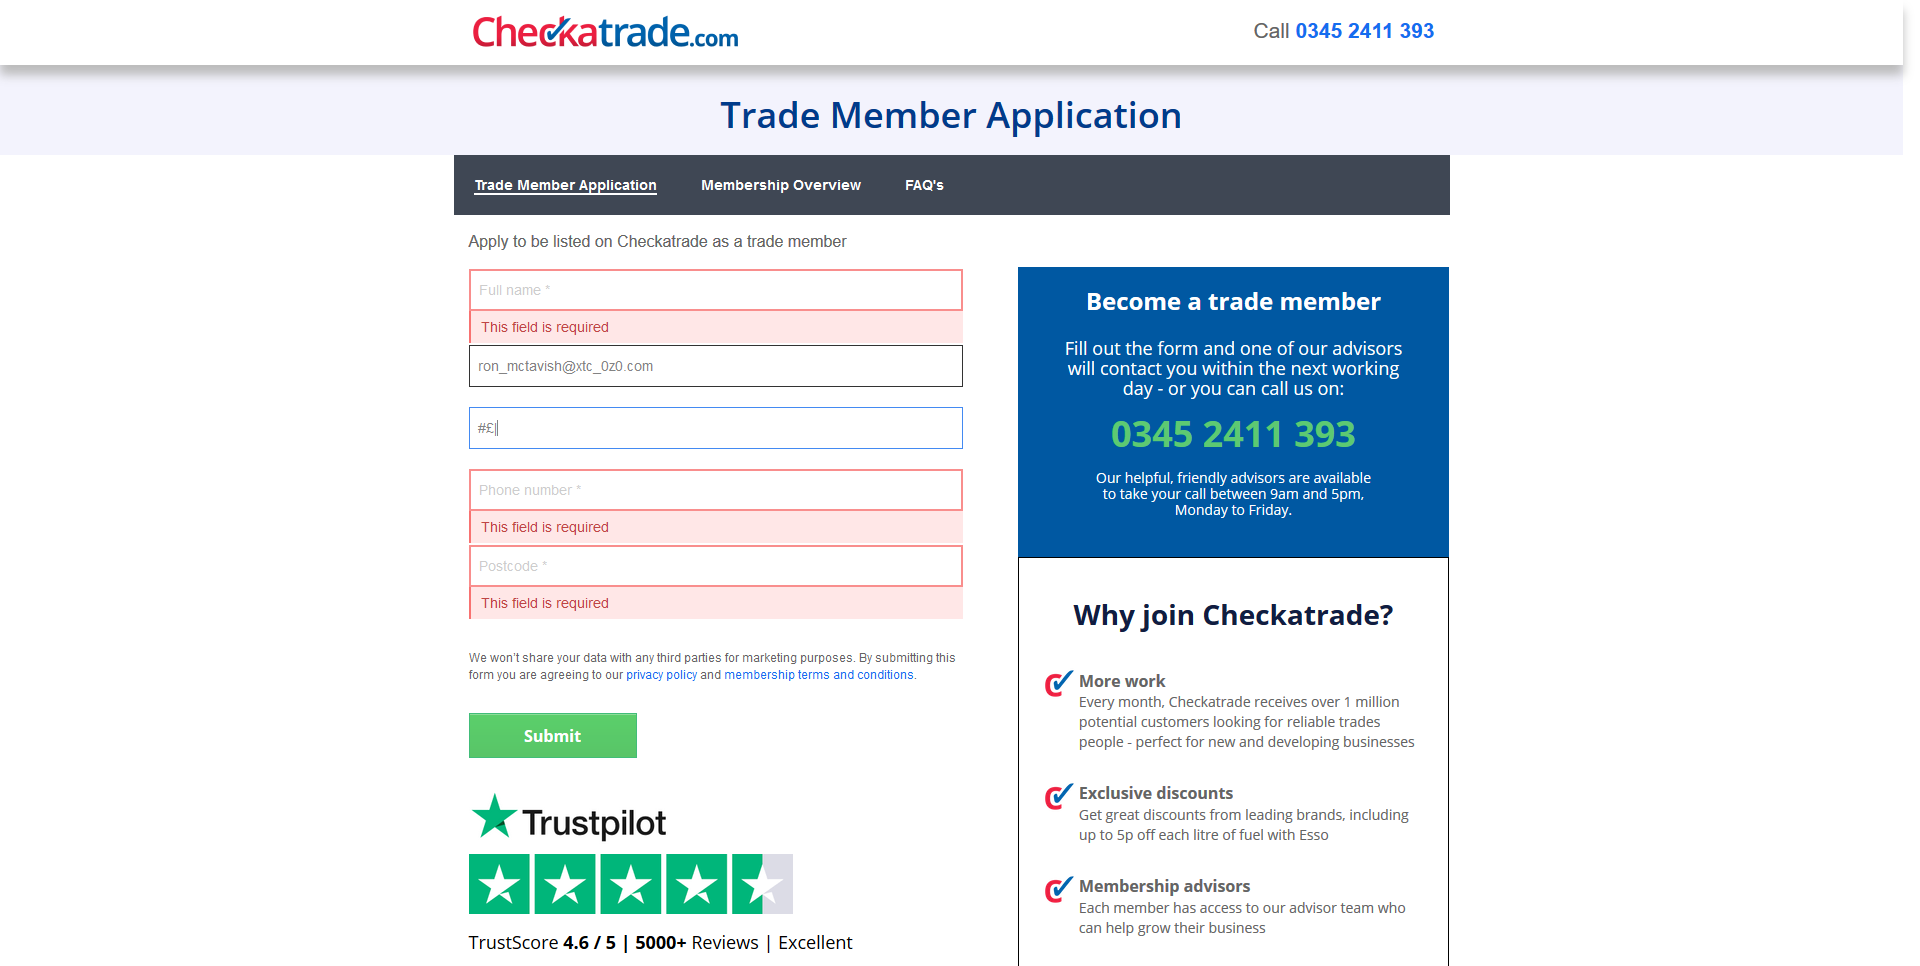 Checkatrade.com
Call 0345 2411 393
Trade Member Application
Trade Member Application Membership Overview FAQ's
Apply to be listed on Checkatrade as a trade member
Full name *
This field is required
ron_mctavish@xtc_0z0.com
#£
Phone number *
This field is required
Postcode *
This field is required
We won't share your data with any third parties for marketing purposes. By submitting this
form you are agreeing to our privacy policy and membership terms and conditions.
Submit
Trustpilot
TrustScore 4.6 / 5 | 5000+ Reviews | Excellent
Become a trade member
Fill out the form and one of our advisors
will contact you within the next working
day - or you can call us on:
0345 2411 393
Our helpful, friendly advisors are available
to take your call between 9am and 5pm,
Monday to Friday.
Why join Checkatrade?
More work
Every month, Checkatrade receives over 1 million
potential customers looking for reliable trades
people - perfect for new and developing businesses
Exclusive discounts
Get great discounts from leading brands, including
up to 5p off each litre of fuel with Esso
Membership advisors
Each member has access to our advisor team who
can help grow their business